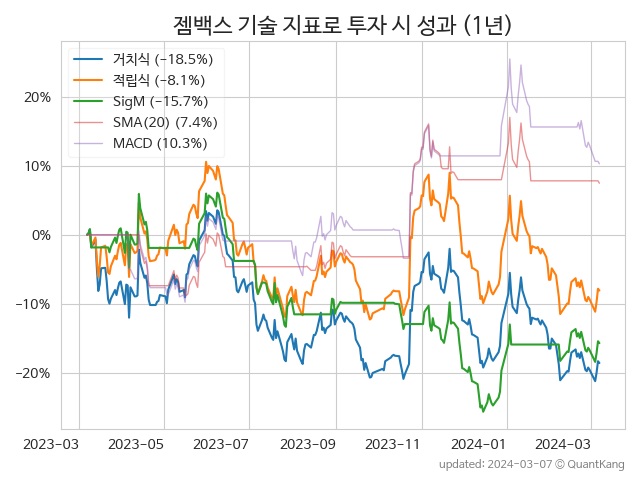 젬백스 기술 지표로 투자 시 성과 (1년)
거치식 (−18.5%)
적립식 (−8.1%)
SigM (−15.7%)
SMA(20) (7.4%)
MACD (10.3%)
20%
10%
0%
−10%
−20%
2023−03
2023−05
2023−07
2023−09
2023−11
2024−01
2024−03
updated: 2024−03−07 © QuantKang